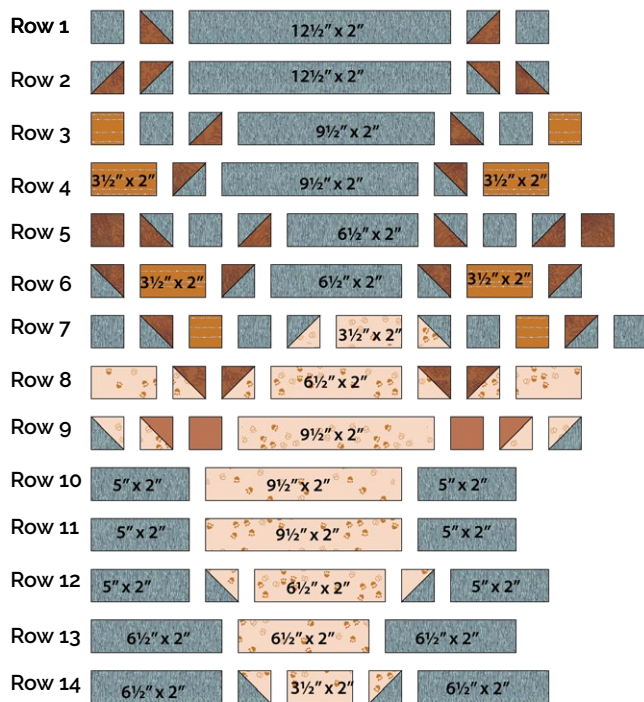 Row 1 12½” x 2”
Row 2 12½” x 2”
Row 3 9½” x 2”
Row 4 3½” x 2” 9½” x 2” 3½” x 2”
Row 5 6½” x 2”
Row 6 3½” x 2” 6½” x 2” 3½” x 2”
Row 7 3½” x 2”
Row 8 6½” x 2”
Row 9 9½” x 2”
Row 10 5” x 2” 9½” x 2” 5” x 2”
Row 11 5” x 2” 9½” x 2” 5” x 2”
Row 12 5” x 2” 6½” x 2” 5” x 2”
Row 13 6½” x 2” 6½” x 2” 6½” x 2”
Row 14 6½” x 2” 3½” x 2” 6½” x 2”